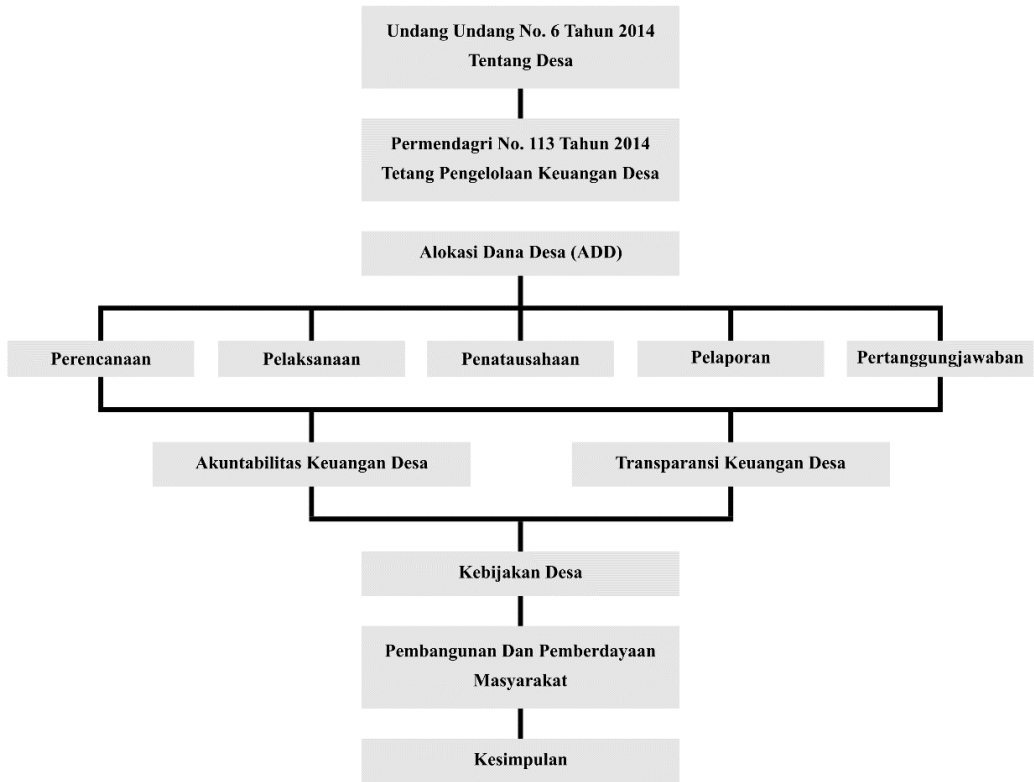 Undang Undang No. 6 Tahun 2014
Tentang Desa
Permendagri No. 113 Tahun 2014
Tetang Pengelolaan Keuangan Desa
Alokasi Dana Desa (ADD)
Perencanaan
Pelaksanaan
Penatausahaan
Pelaporan
Pertanggungjawaban
Akuntabilitas Keuangan Desa
Transparansi Keuangan Desa
Kebijakan Desa
Pembangunan Dan Pemberdayaan
Masyarakat
Kesimpulan